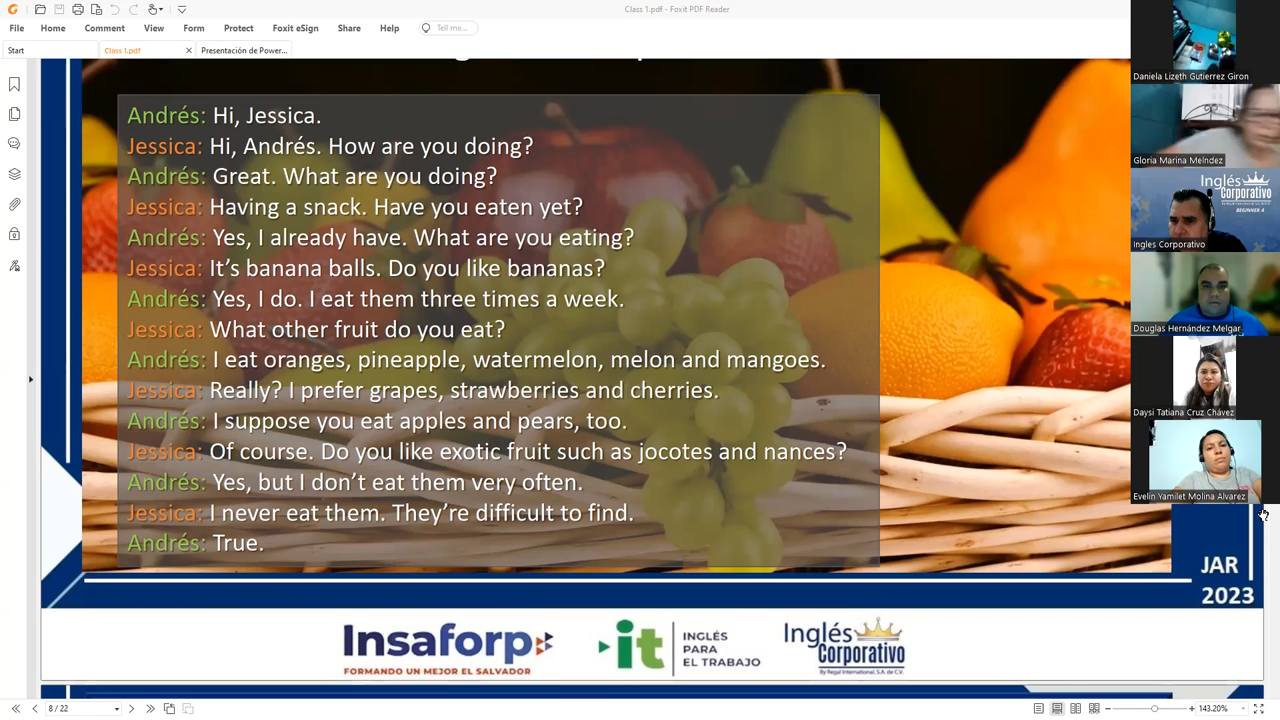 Class 1.pdf - Foxit PDF Reader
File Home Comment View Form Protect Foxit eSign Share Help Tell me...
Start Class 1.pdf Presentación de Power...
Andrés: Hi, Jessica.
Jessica: Hi, Andrés. How are you doing?
Andrés: Great. What are you doing?
Jessica: Having a snack. Have you eaten yet?
Andrés: Yes, I already have. What are you eating?
Jessica: It's banana balls. Do you like bananas?
Andrés: Yes, I do. I eat them three times a week.
Jessica: What other fruit do you eat?
Andrés: I eat oranges, pineapple, watermelon, melon and mangoes.
Jessica: Really? I prefer grapes, strawberries and cherries.
Andrés: I suppose you eat apples and pears, too.
Jessica: Of course. Do you like exotic fruit such as jocotes and nances?
Andrés: Yes, but I don't eat them very often.
Jessica: I never eat them. They're difficult to find.
Andrés: True.
JAR
2023
Insaforp
FORMANDO UN MEJOR EL SALVADOR
it
INGLÉS
PARA
EL TRABAJO
Inglés
Corporativo
By Regal International, S.A. de C.V.
8 / 22
143.20%
Daniela Lizeth Gutierrez Giron
Gloria Marina Melndez
Inglés
Corporativo
BEGINNER 4
Ingles Corporativo
Douglas Hernández Melgar
Daysi Tatiana Cruz Chávez
Evelin Yamilet Molina Alvarez